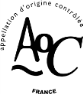 appellation d'origine contrôlée
AOC
FRANCE